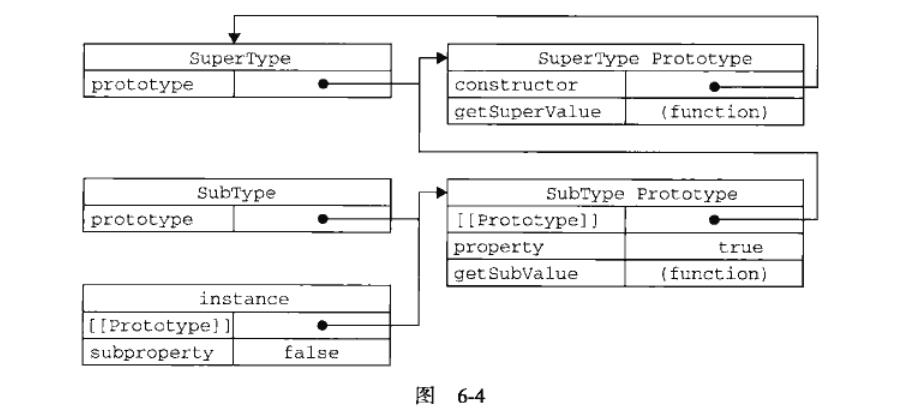 SuperType
prototype
SuperType Prototype
constructor
getSuperValue (function)
SubType
prototype
SubType Prototype
[[Prototype]]
property true
getSubValue (function)
instance
[[Prototype]]
subproperty false
图 6-4